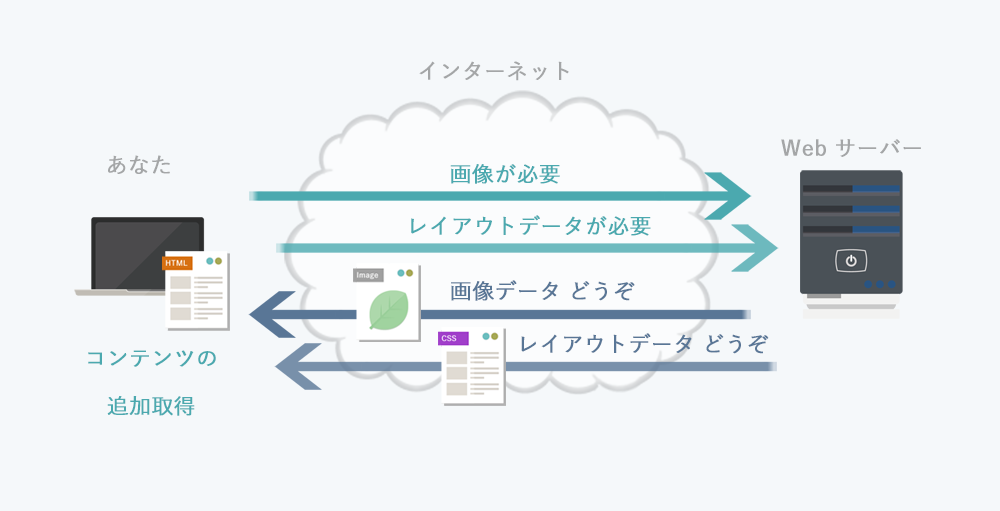 インターネット
あなた
Web サーバー
画像が必要
レイアウトデータが必要
HTML
Image
画像データ どうぞ
CSS
レイアウトデータ どうぞ
コンテンツの
追加取得